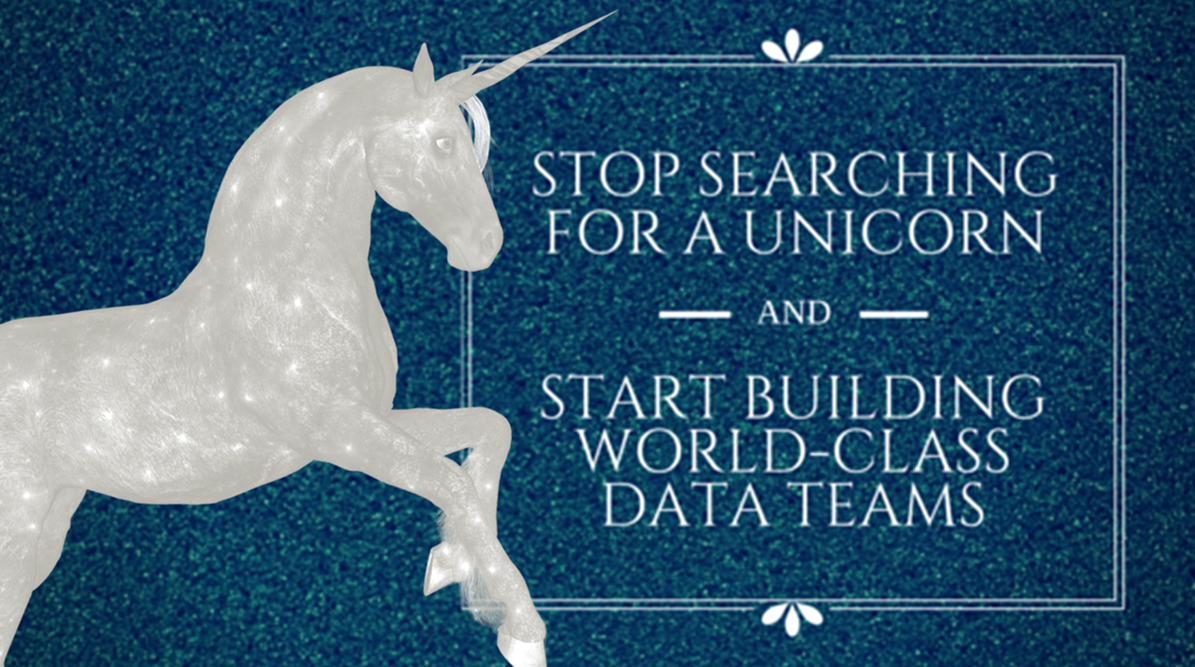 STOP SEARCHING
FOR A UNICORN
AND
START BUILDING
WORLD-CLASS
DATA TEAMS